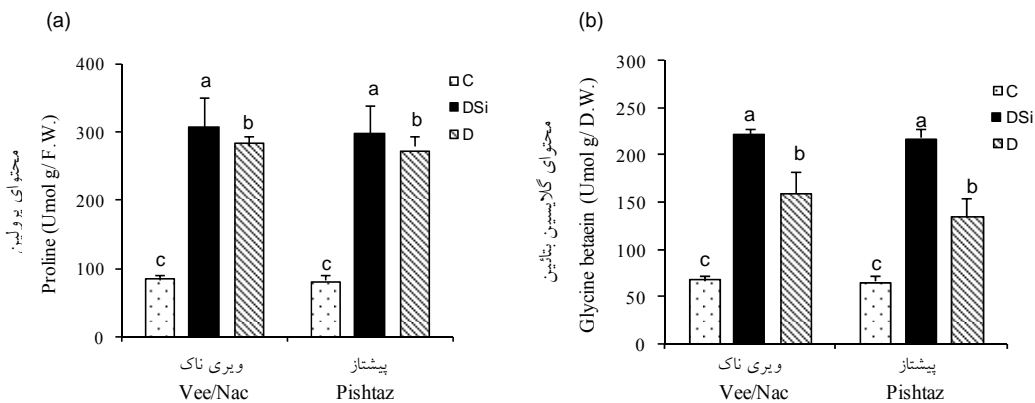 (a)
400
300
200
100
0
محتوای پرولین
Proline (Umol g/ F.W.)
a
b
c
a
b
c
C
DSi
D
ویری ناک
پیشتاز
Vee/Nac
Pishtaz
(b)
300
250
200
150
100
50
0
محتوای گلایسین بتائین
Glycine betaein (Umol g/ D.W.)
a
b
c
a
b
c
C
DSi
D
ویری ناک
پیشتاز
Vee/Nac
Pishtaz